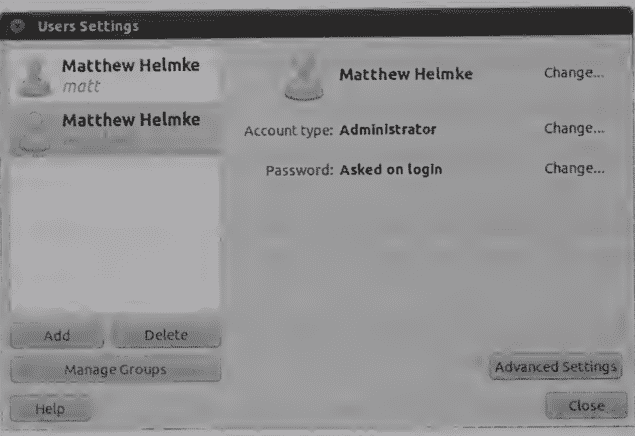 Users Settings
Matthew Helmke
matt
Matthew Helmke
Matthew Helmke Change...
Account type: Administrator Change...
Password: Asked on login Change...
Add Delete
Manage Groups
Advanced Settings
Help
Close